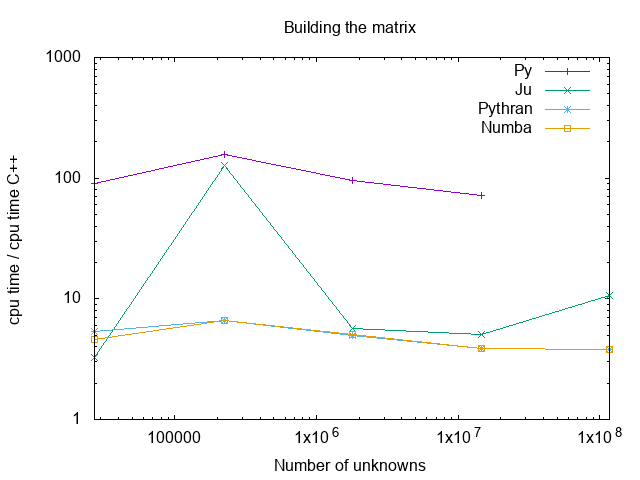 Building the matrix
1000
100
10
1
cpu time / cpu time C++
Py
Ju
Pythran
Numba
100000
1x10^6
1x10^7
1x10^8
Number of unknowns